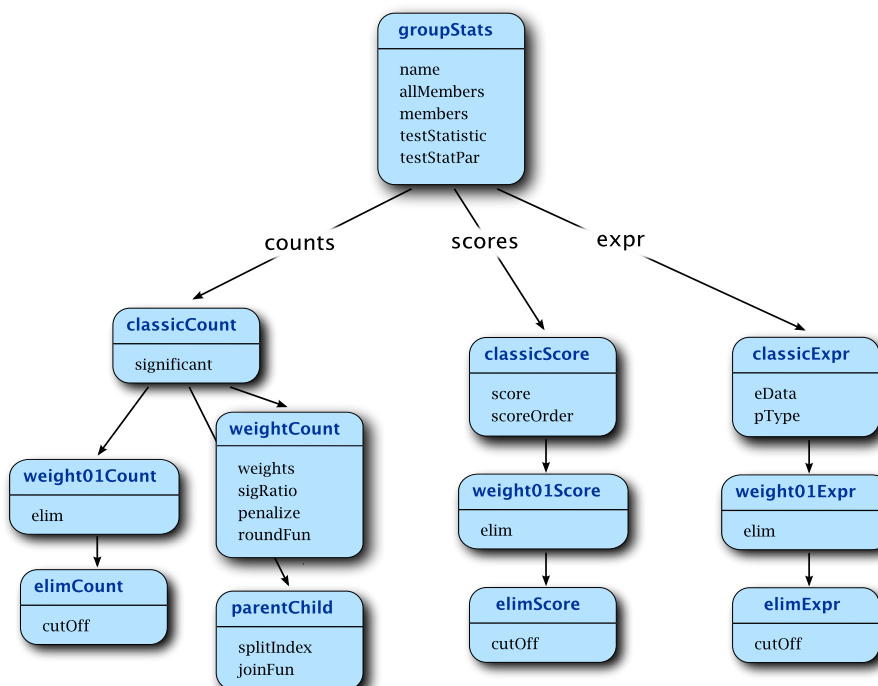 groupStats
name
allMembers
members
testStatistic
testStatPar
counts
scores
expr
classicCount
significant
classicScore
score
scoreOrder
classicExpr
eData
pType
weightCount
weights
sigRatio
penalize
roundFun
weight01Count
elim
weight01Score
elim
weight01Expr
elim
elimCount
cutOff
parentChild
splitIndex
joinFun
elimScore
cutOff
elimExpr
cutOff